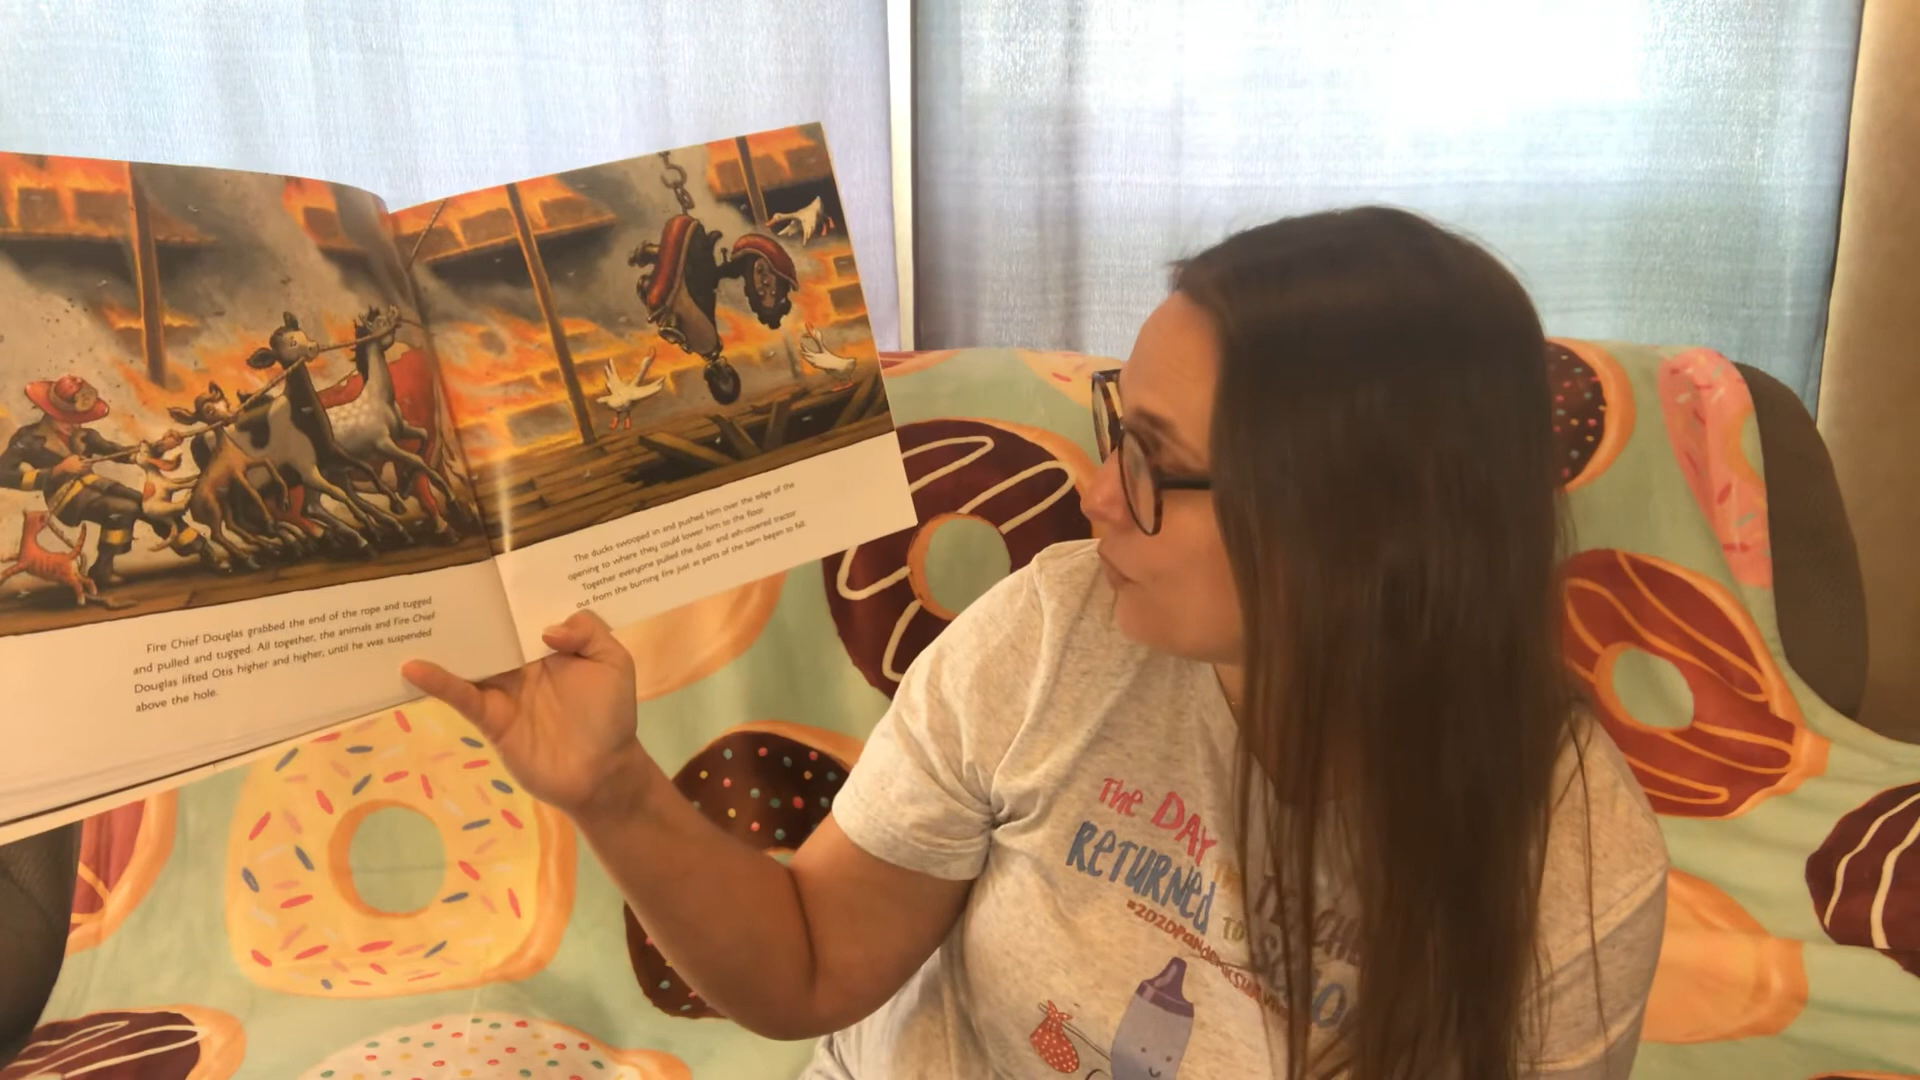 Fire Chief Douglas grabbed the end of the rope and tugged
and pulled and tugged. All together, the animals and Fire Chief
Douglas lifted Otis higher and higher, until he was suspended
above the hole.
The ducks swooped in and pushed him over the edge of the
opening to where they could lower him to the floor.
Together everyone pulled the dust- and ash-covered tractor
out from the burning fire just as parts of the barn began to fall.
The DAY
RETURNED TO